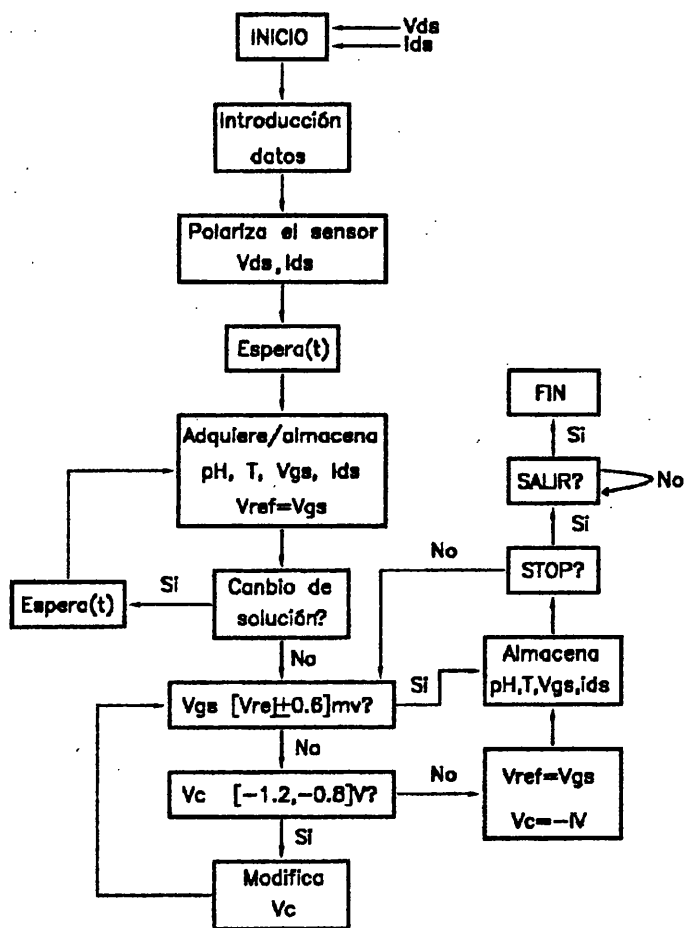 INICIO
Vds
Ids
Introducción
datos
Polariza el sensor
Vds, Ids
Espera(t)
Adquiere/almacena
pH, T, Vgs, Ids
Vref=Vgs
Canbio de
solución?
Si
Espera(t)
No
Vgs [Vref±0.6]mv?
Si
No
Vc [-1.2,-0.8]V?
No
Si
Modifica
Vc
Vref=Vgs
Vc=-1V
Almacena
pH,T,Vgs,ids
STOP?
No
Si
SALIR?
No
Si
FIN